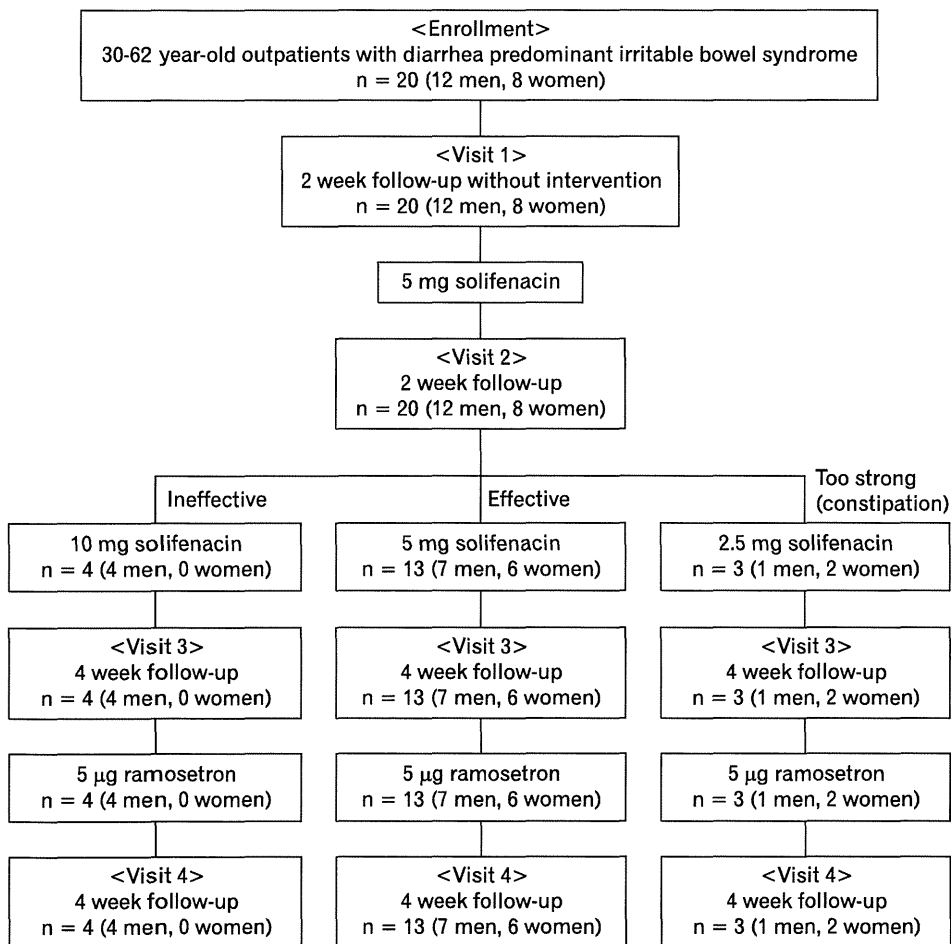 <Enrollment>
30-62 year-old outpatients with diarrhea predominant irritable bowel syndrome
n = 20 (12 men, 8 women)
<Visit 1>
2 week follow-up without intervention
n = 20 (12 men, 8 women)
5 mg solifenacin
<Visit 2>
2 week follow-up
n = 20 (12 men, 8 women)
Ineffective
Effective
Too strong
(constipation)
10 mg solifenacin
n = 4 (4 men, 0 women)
5 mg solifenacin
n = 13 (7 men, 6 women)
2.5 mg solifenacin
n = 3 (1 men, 2 women)
<Visit 3>
4 week follow-up
n = 4 (4 men, 0 women)
<Visit 3>
4 week follow-up
n = 13 (7 men, 6 women)
<Visit 3>
4 week follow-up
n = 3 (1 men, 2 women)
5 μg ramosetron
n = 4 (4 men, 0 women)
5 μg ramosetron
n = 13 (7 men, 6 women)
5 μg ramosetron
n = 3 (1 men, 2 women)
<Visit 4>
4 week follow-up
n = 4 (4 men, 0 women)
<Visit 4>
4 week follow-up
n = 13 (7 men, 6 women)
<Visit 4>
4 week follow-up
n = 3 (1 men, 2 women)